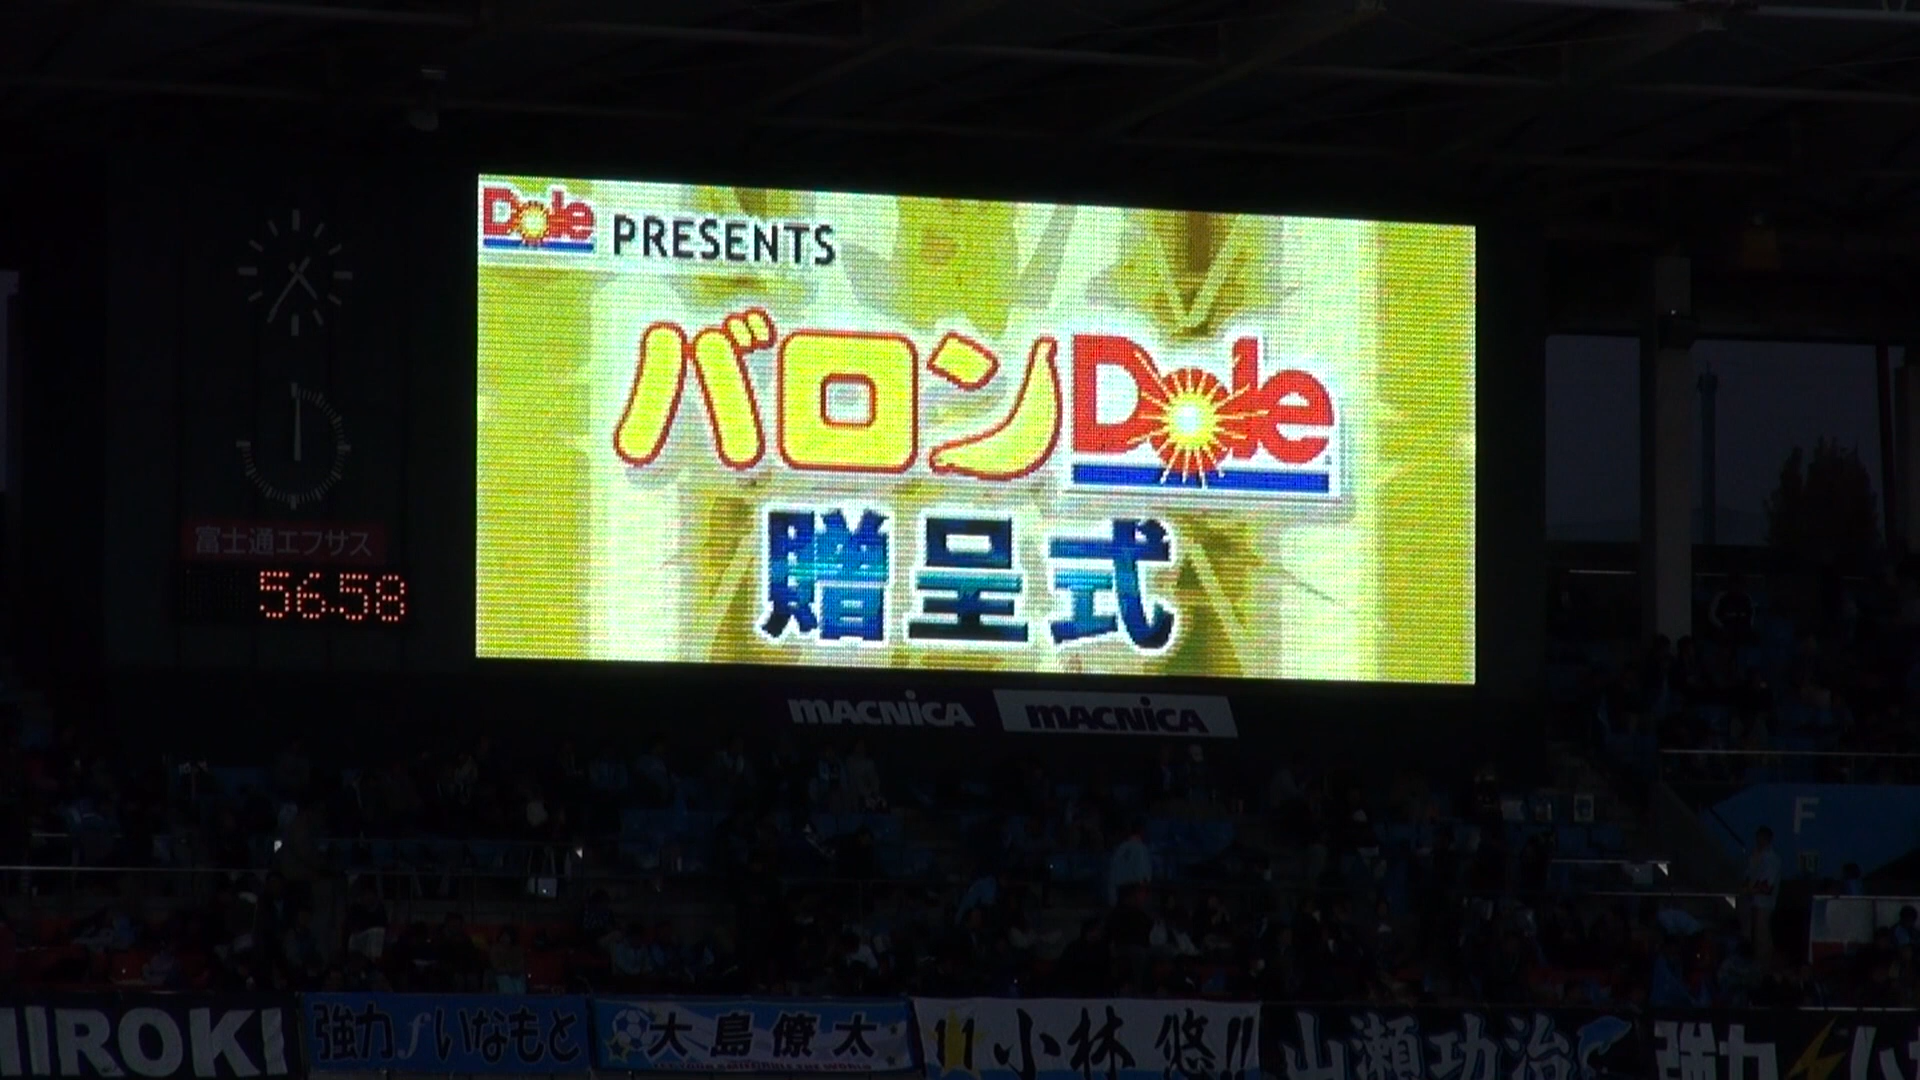 Dole PRESENTS
バロンDole
贈呈式
富士通エフサス
56.58
macnica macnica
F
HIROKI
強力fいなもと
大島僚太
11 小林 悠!!
山瀬功治
強力